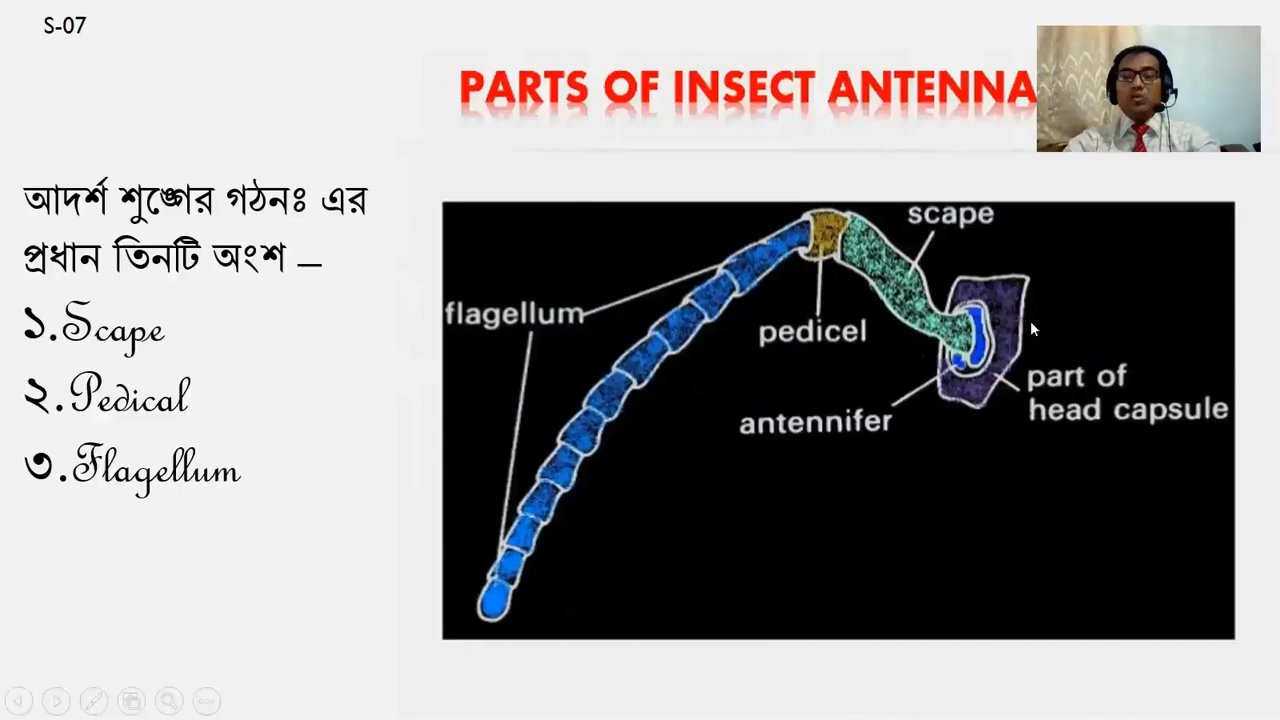 S-07
PARTS OF INSECT ANTENNA
আদর্শ শুঙ্গের গঠনঃ এর
প্রধান তিনটি অংশ –
১.Scape
২.Pedical
৩.Flagellum
scape
flagellum
pedicel
part of
head capsule
antennifer